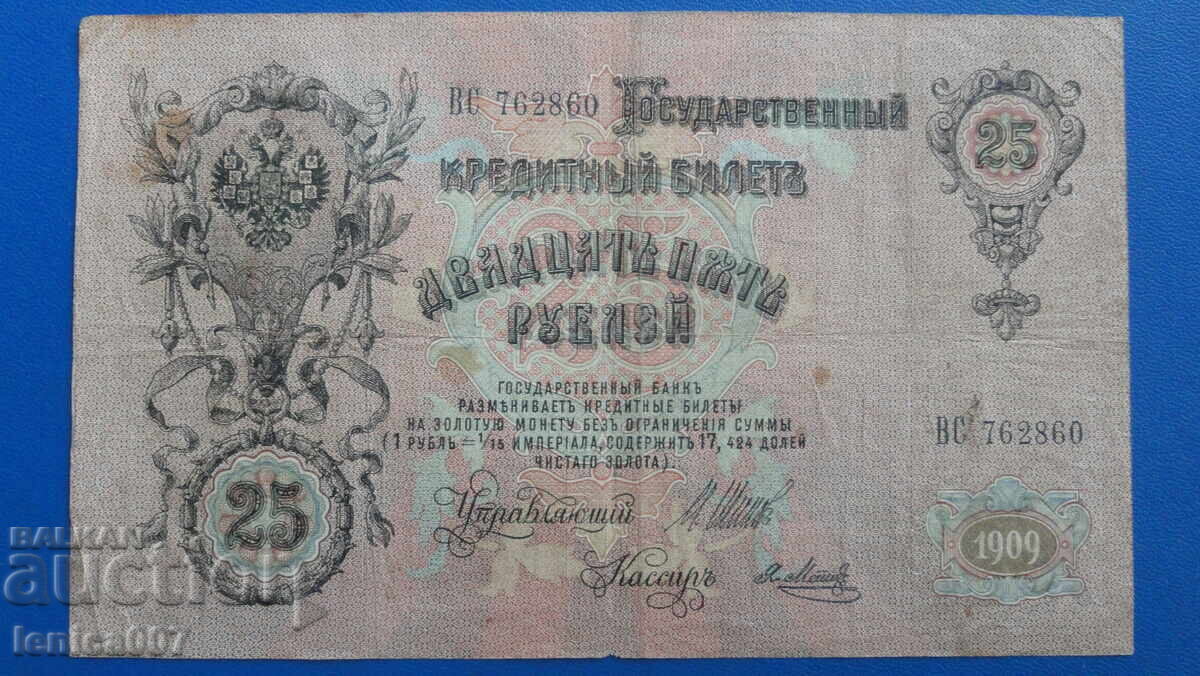 ВС 762860 Государственный
25
кредитный билетъ
Двадцать пять
рублей
Государственный банкъ
размѣниваетъ кредитные билеты
на золотую монету безъ ограниченія суммы
(1 рубль = 1/15 имперіала, содержитъ 17, 424 долей
чистаго золота).
ВС 762860
Управляющій
25
1909
Кассиръ
BALKAN
auction
lenica007